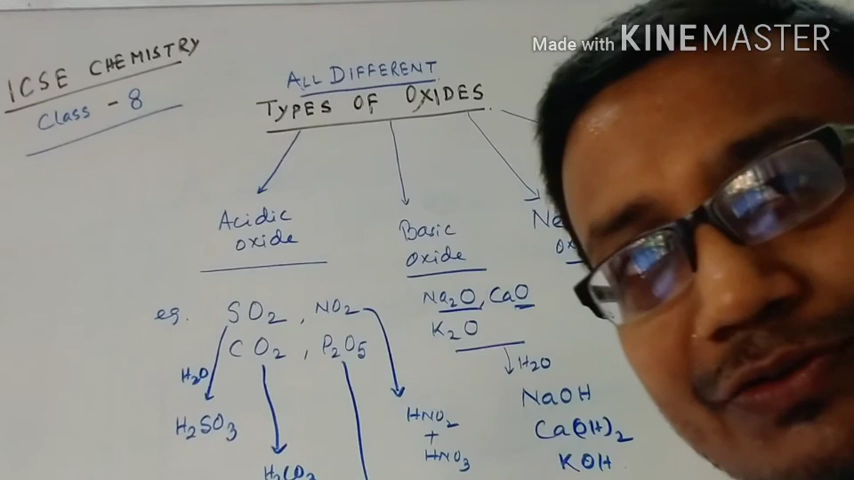 Made with KINEMASTER
ICSE CHEMISTRY
Class - 8
ALL DIFFERENT
TYPES OF OXIDES
Acidic
oxide
Basic
oxide
eg. SO2 , NO2
CO2 , P2O5
H2O
H2SO3
H2CO3
HNO2
+
HNO3
Na2O, CaO
K2O
H2O
NaOH
Ca(OH)2
KOH